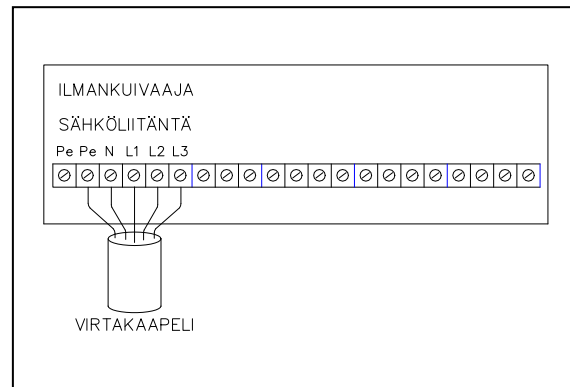 ILMANKUIVAAJA
SÄHKÖLIITÄNTÄ
Pe Pe N L1 L2 L3
VIRTAKAAPELI